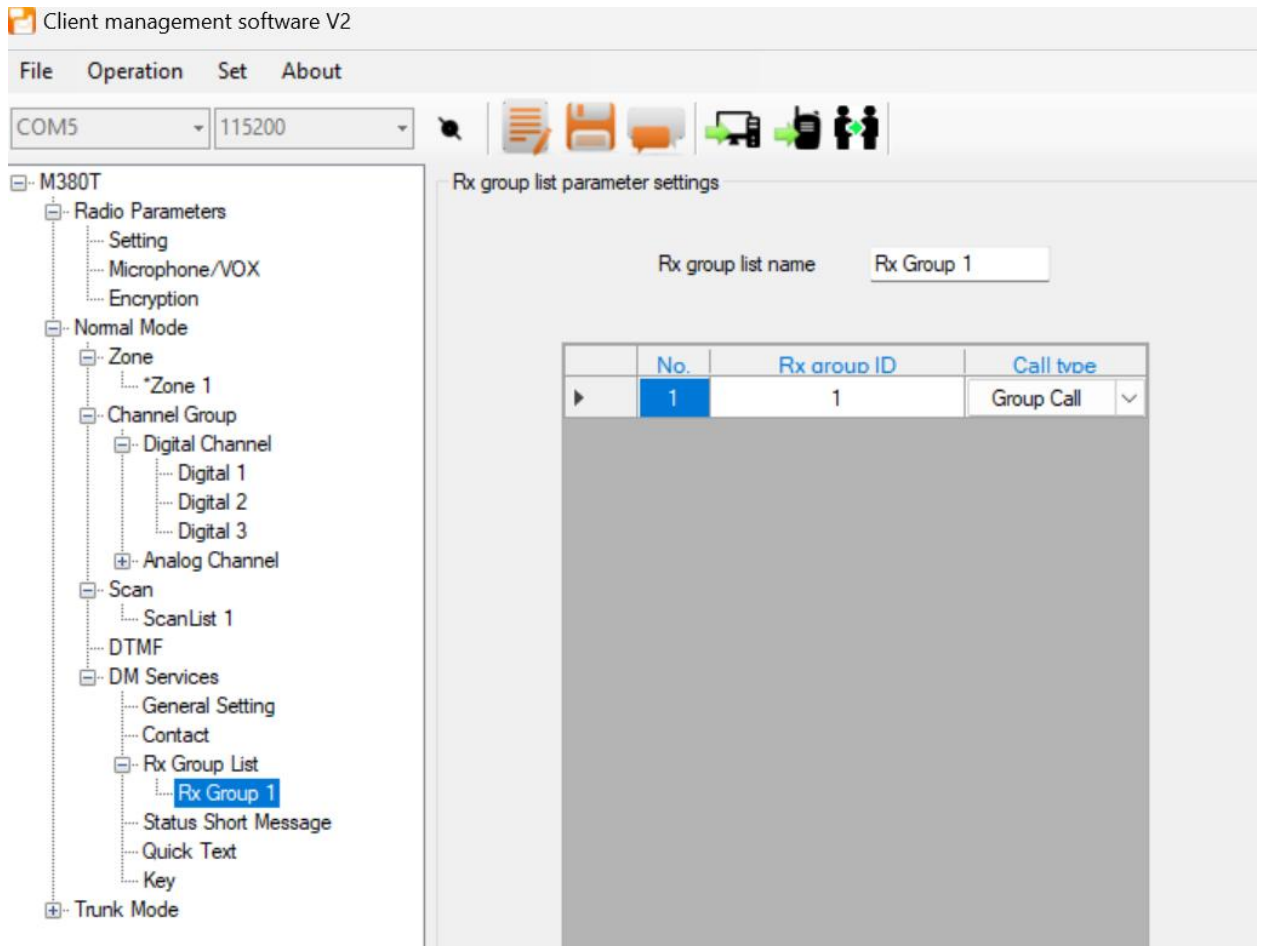 Client management software V2
File Operation Set About
COM5 115200
M380T
Radio Parameters
Setting
Microphone/VOX
Encryption
Normal Mode
Zone
*Zone 1
Channel Group
Digital Channel
Digital 1
Digital 2
Digital 3
Analog Channel
Scan
ScanList 1
DTMF
DM Services
General Setting
Contact
Rx Group List
Rx Group 1
Status Short Message
Quick Text
Key
Trunk Mode
Rx group list parameter settings
Rx group list name Rx Group 1
No. Rx group ID Call type
1 1 Group Call